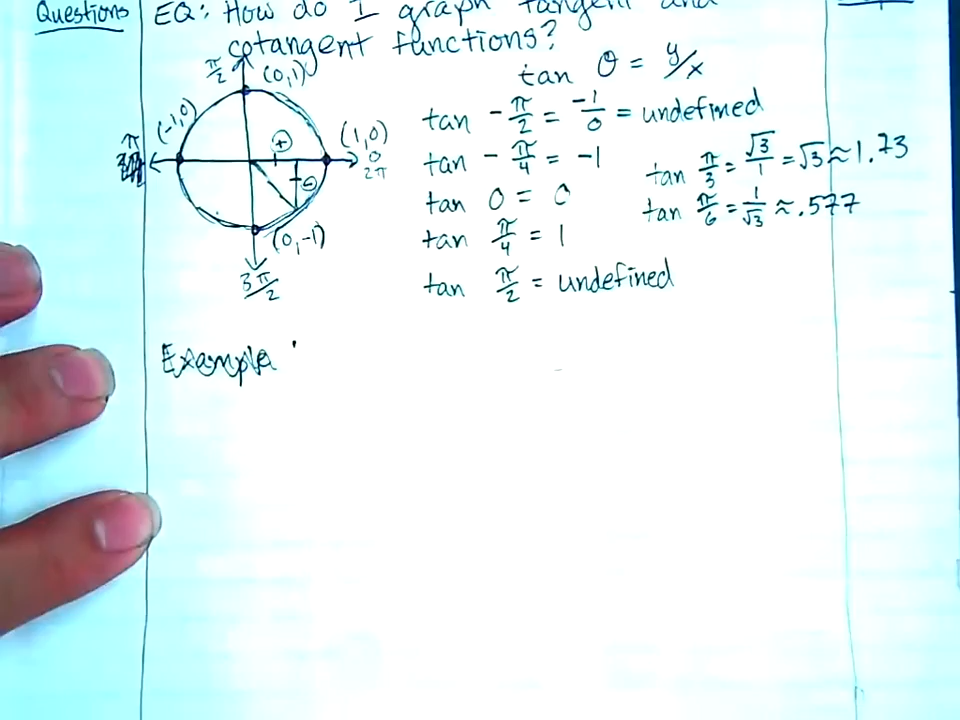 Questions
EQ: How do I graph tangent and
cotangent functions?
π/2
(0,1)
tan θ = y/x
(-1,0)
tan -π/2 = -1/0 = undefined
(1,0)
π
0
2π
tan -π/4 = -1
tan π/3 = √3/1 = √3 ≈ 1.73
tan 0 = 0
tan π/6 = 1/√3 ≈ .577
+
-
(0,-1)
tan π/4 = 1
3π/2
tan π/2 = undefined
Example